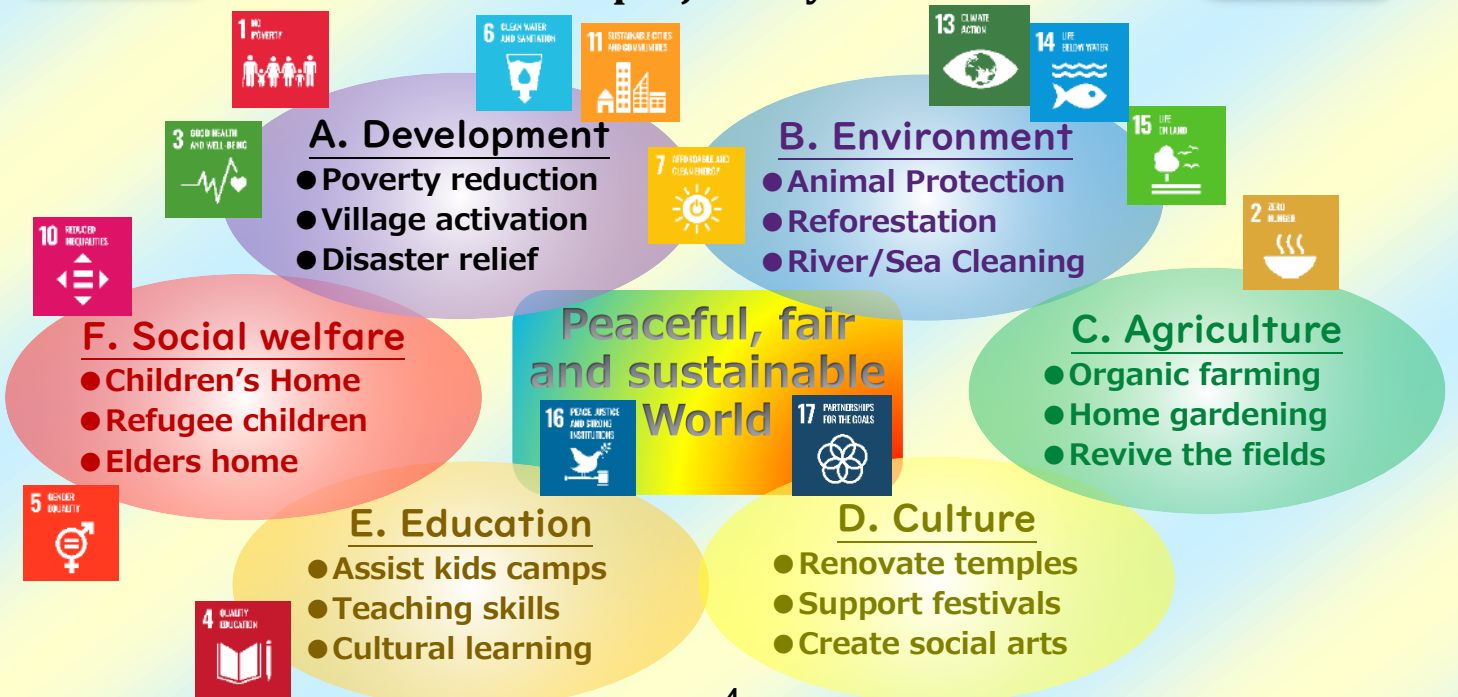 1 NO
POVERTY
6 CLEAN WATER
AND SANITATION
11 SUSTAINABLE CITIES
AND COMMUNITIES
13 CLIMATE
ACTION
14 LIFE
BELOW WATER
3 GOOD HEALTH
AND WELL-BEING
7 AFFORDABLE AND
CLEAN ENERGY
15 LIFE
ON LAND
A. Development
●Poverty reduction
●Village activation
●Disaster relief
B. Environment
●Animal Protection
●Reforestation
●River/Sea Cleaning
10 REDUCED
INEQUALITIES
2 ZERO
HUNGER
F. Social welfare
●Children’s Home
●Refugee children
●Elders home
Peaceful, fair
and sustainable
World
16 PEACE, JUSTICE
AND STRONG
INSTITUTIONS
17 PARTNERSHIPS
FOR THE GOALS
C. Agriculture
●Organic farming
●Home gardening
●Revive the fields
5 GENDER
EQUALITY
E. Education
●Assist kids camps
●Teaching skills
●Cultural learning
D. Culture
●Renovate temples
●Support festivals
●Create social arts
4 QUALITY
EDUCATION